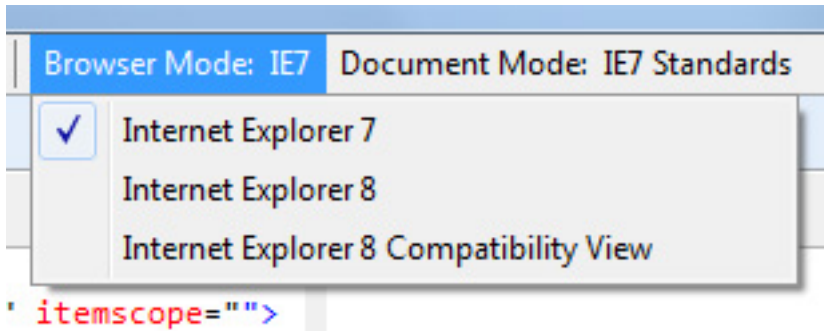 Browser Mode: IE7 Document Mode: IE7 Standards
Internet Explorer 7
Internet Explorer 8
Internet Explorer 8 Compatibility View
' itemscope="">